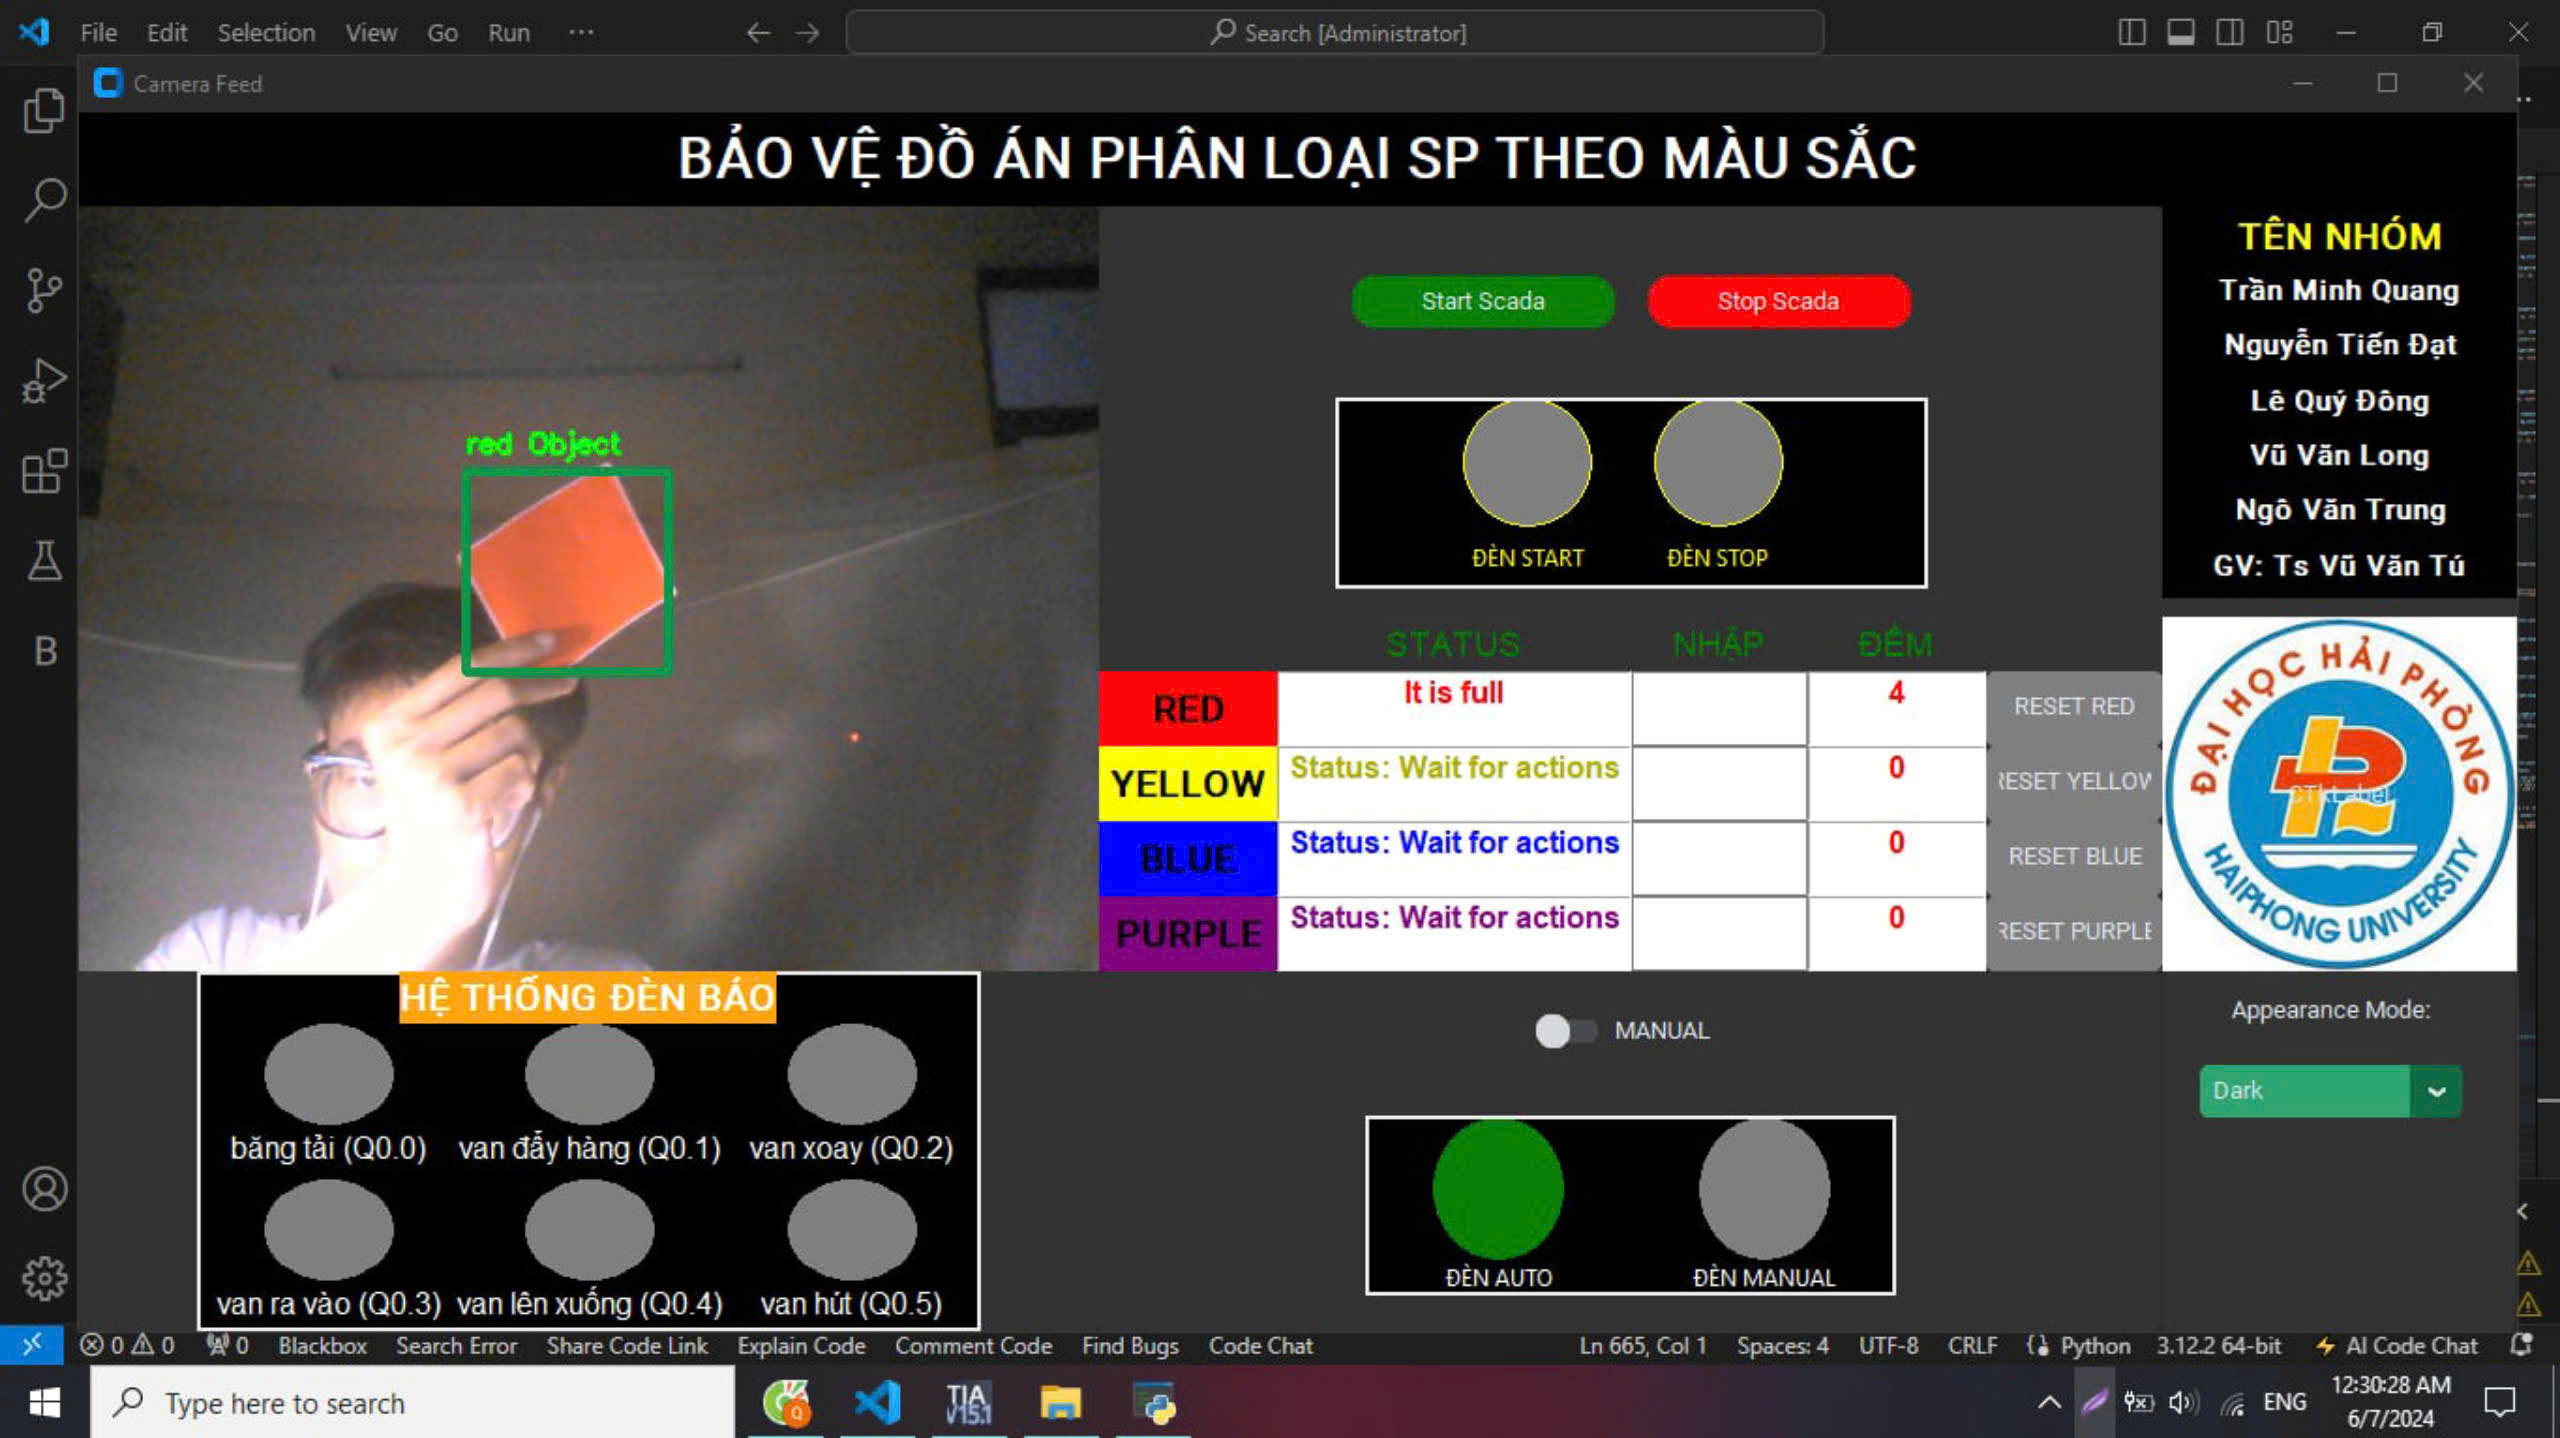 File Edit Selection View Go Run ···
Search [Administrator]
Camera Feed
BẢO VỆ ĐỒ ÁN PHÂN LOẠI SP THEO MÀU SẮC
red Object
Start Scada Stop Scada
ĐÈN START ĐÈN STOP
TÊN NHÓM
Trần Minh Quang
Nguyễn Tiến Đạt
Lê Quý Đông
Vũ Văn Long
Ngô Văn Trung
GV: Ts Vũ Văn Tú
STATUS NHẬP ĐẾM
RED It is full 4 RESET RED
YELLOW Status: Wait for actions 0 RESET YELLOW
BLUE Status: Wait for actions 0 RESET BLUE
PURPLE Status: Wait for actions 0 RESET PURPLE
ĐẠI HỌC HẢI PHÒNG
CTkLabel
HAIPHONG UNIVERSITY
HỆ THỐNG ĐÈN BÁO
băng tải (Q0.0) van đẩy hàng (Q0.1) van xoay (Q0.2)
van ra vào (Q0.3) van lên xuống (Q0.4) van hút (Q0.5)
MANUAL
ĐÈN AUTO ĐÈN MANUAL
Appearance Mode:
Dark
B
0 0 0 Blackbox Search Error Share Code Link Explain Code Comment Code Find Bugs Code Chat Ln 665, Col 1 Spaces: 4 UTF-8 CRLF Python 3.12.2 64-bit AI Code Chat
Type here to search
Q
TIA V15.1
ENG
12:30:28 AM
6/7/2024